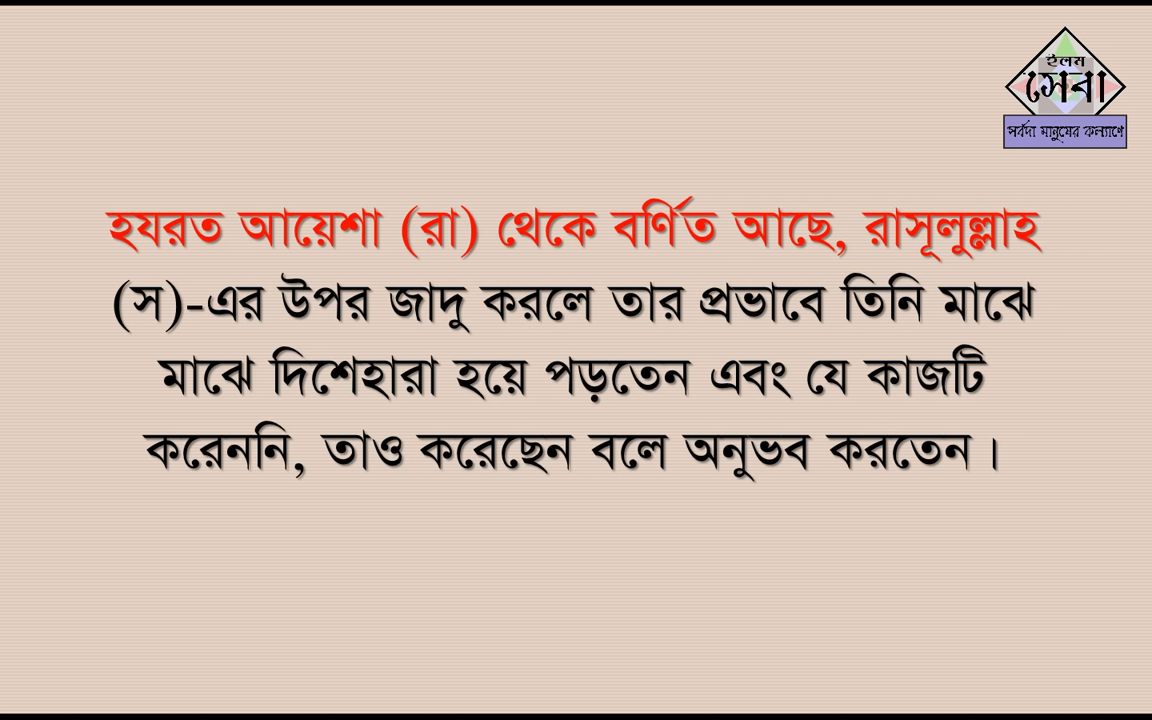 ইলম
সেবা
সর্বদা মানুষের কল্যাণে
হযরত আয়েশা (রা) থেকে বর্ণিত আছে, রাসূলুল্লাহ
(স)-এর উপর জাদু করলে তার প্রভাবে তিনি মাঝে
মাঝে দিশেহারা হয়ে পড়তেন এবং যে কাজটি
করেননি, তাও করেছেন বলে অনুভব করতেন।